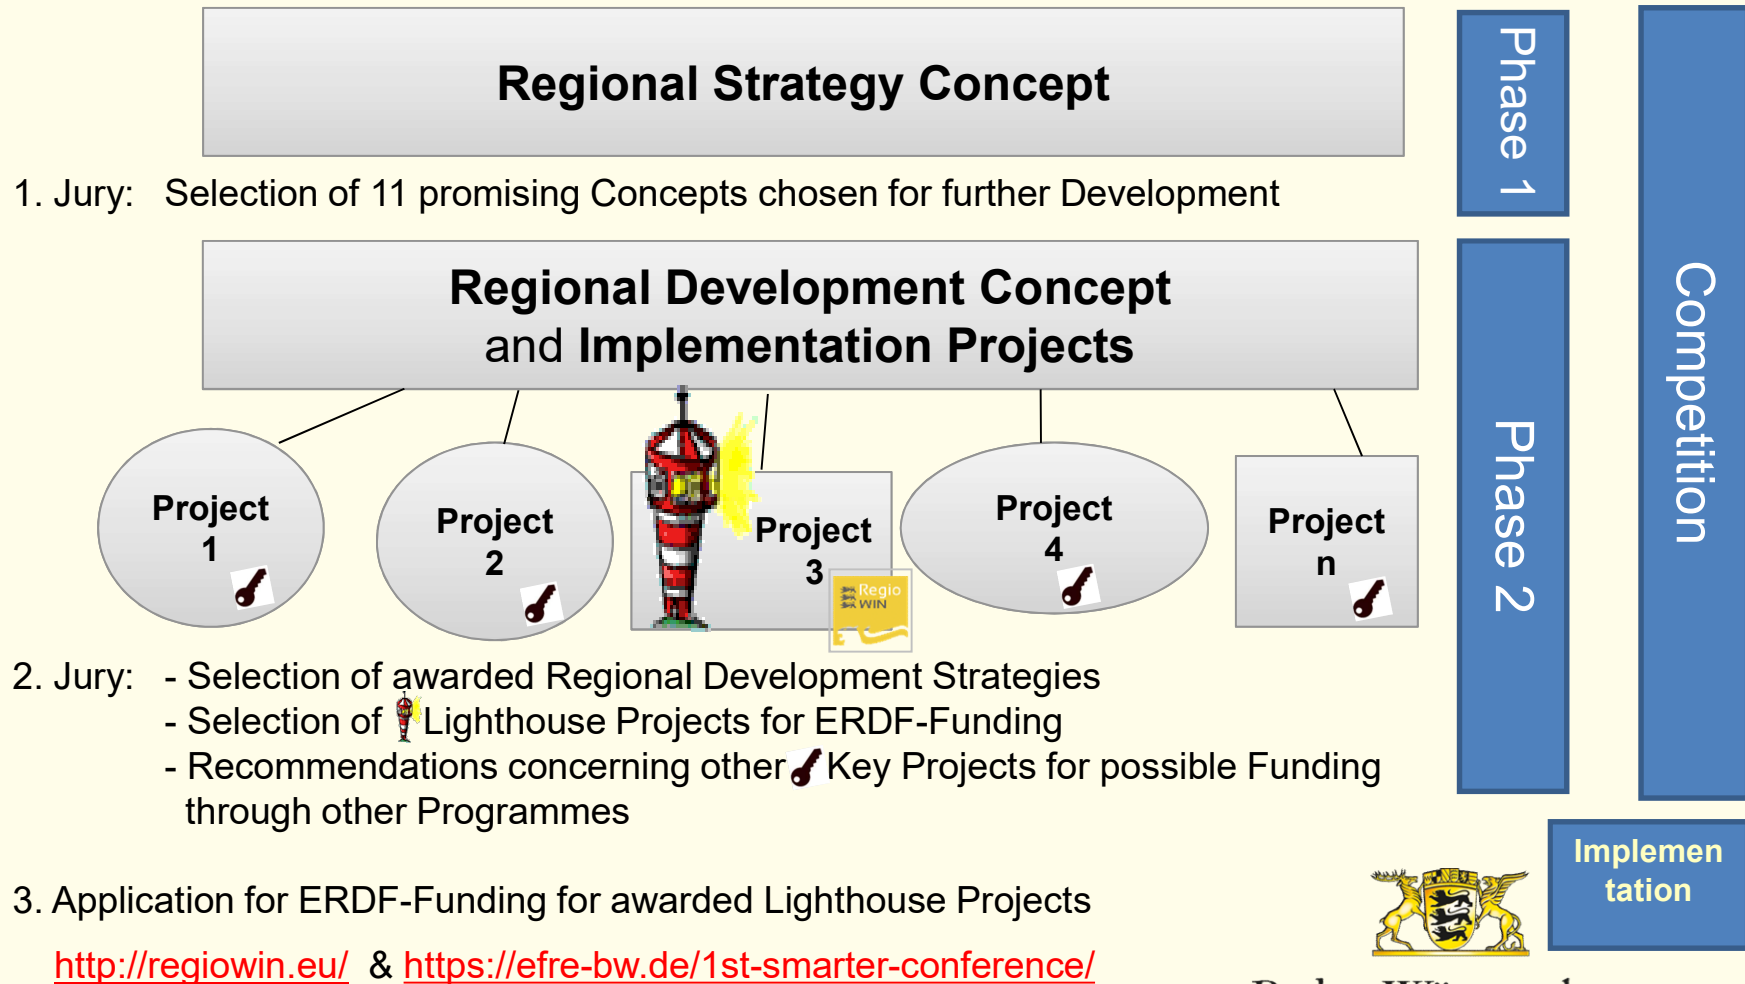 Regional Strategy Concept
Phase 1
Competition
1. Jury: Selection of 11 promising Concepts chosen for further Development
Regional Development Concept
and Implementation Projects
Phase 2
Project
1
Project
2
Project
3
Project
4
Project
n
Regio
WIN
2. Jury: - Selection of awarded Regional Development Strategies
- Selection of Lighthouse Projects for ERDF-Funding
- Recommendations concerning other Key Projects for possible Funding
through other Programmes
Implemen
tation
3. Application for ERDF-Funding for awarded Lighthouse Projects
http://regiowin.eu/ & https://efre-bw.de/1st-smarter-conference/